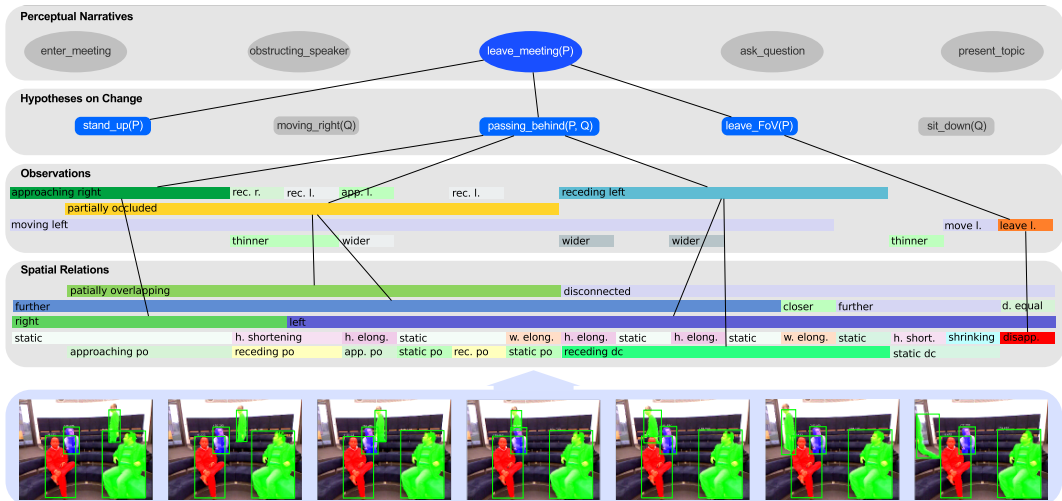 Perceptual Narratives
enter_meeting obstructing_speaker leave_meeting(P) ask_question present_topic
Hypotheses on Change
stand_up(P) moving_right(Q) passing_behind(P, Q) leave_FoV(P) sit_down(Q)
Observations
approaching right rec. r. rec. l. app. l. rec. l. receding left
partially occluded
moving left move l. leave l.
thinner wider wider wider thinner
Spatial Relations
patially overlapping disconnected
further closer further d. equal
right left
static h. shortening h. elong. static w. elong. h. elong. static h. elong. static w. elong. static h. short. shrinking disapp.
approaching po receding po app. po static po rec. po static po receding dc static dc